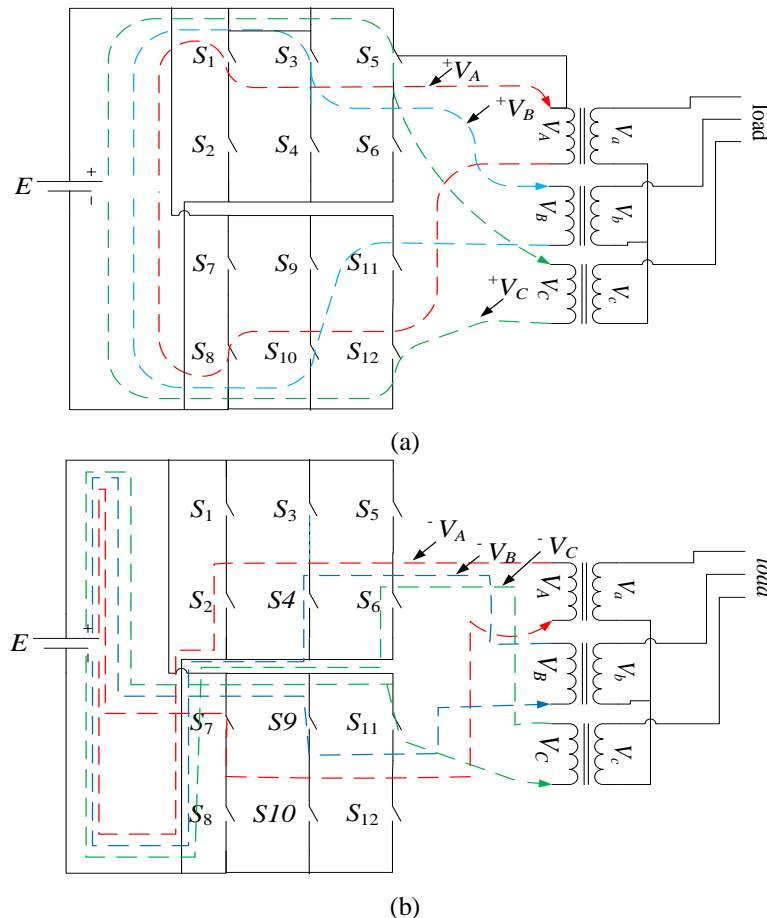 S1 S3 S5
+VA
+VB
load
VA Va
S2 S4 S6
E + −
VB Vb
S7 S9 S11
+VC
VC Vc
S8 S10 S12
(a)
S1 S3 S5
- VA - VB - VC
load
VA Va
S2 S4 S6
E + -
VB Vb
S7 S9 S11
VC Vc
S8 S10 S12
(b)